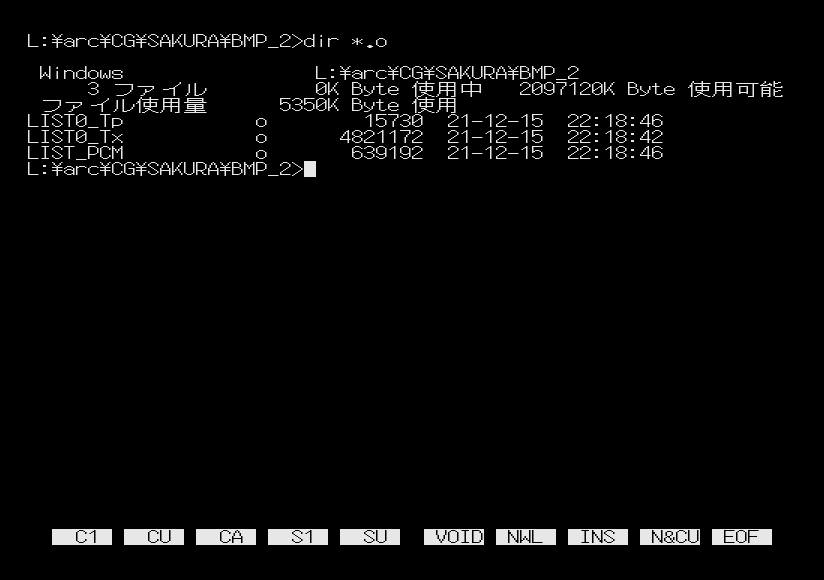 L:¥arc¥CG¥SAKURA¥BMP_2>dir *.o
Windows L:¥arc¥CG¥SAKURA¥BMP_2
3 ファイル 0K Byte 使用中 2097120K Byte 使用可能
ファイル使用量 5350K Byte 使用
LIST0_Tp o 15730 21-12-15 22:18:46
LIST0_Tx o 4821172 21-12-15 22:18:42
LIST_PCM o 639192 21-12-15 22:18:46
L:¥arc¥CG¥SAKURA¥BMP_2>
C1 CU CA S1 SU VOID NWL INS N&CU EOF